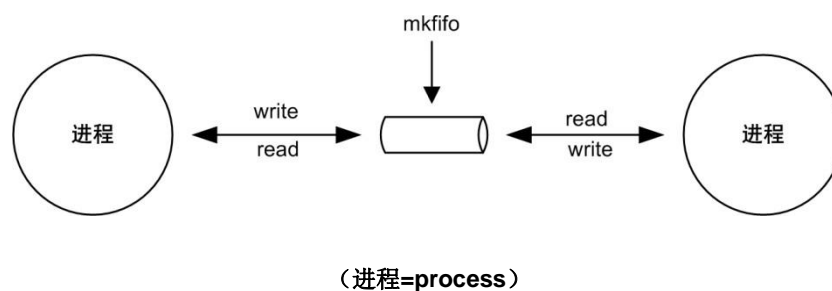 mkfifo
进程
write
read
read
write
进程
（进程=process）